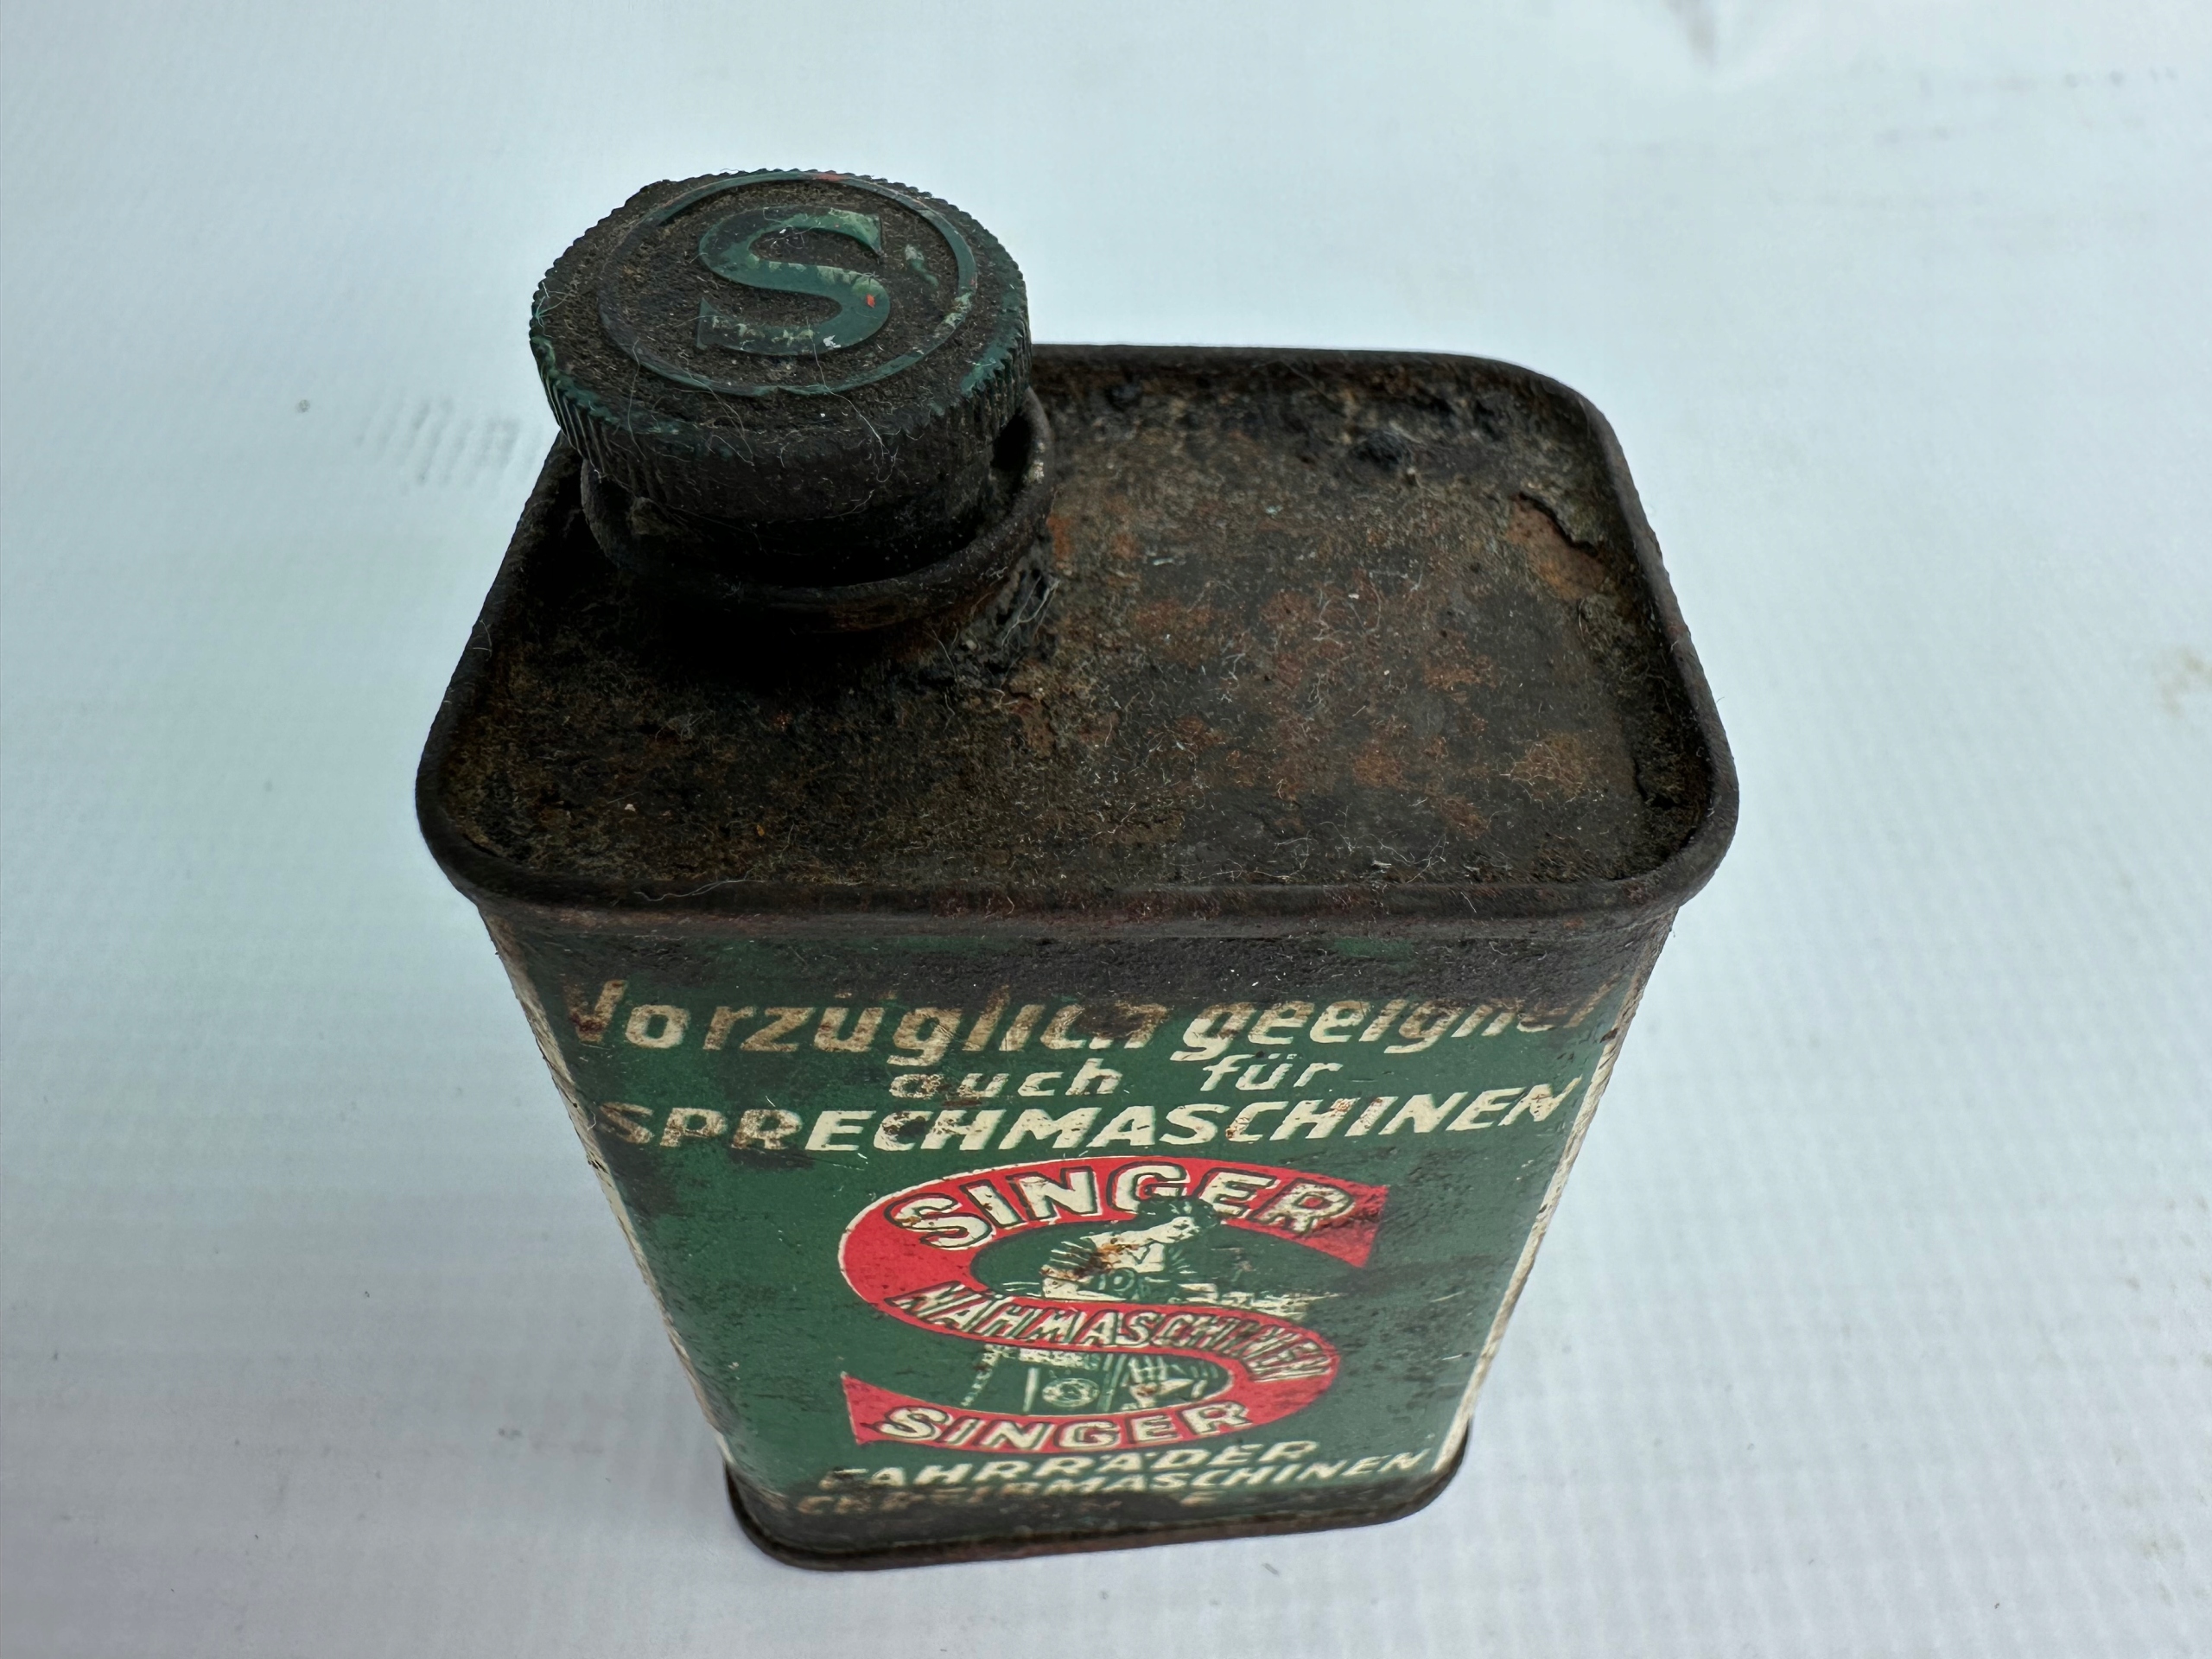 S
Vorzüglich geeignet
auch für
SPRECHMASCHINEN
SINGER
NÄHMASCHINEN
SINGER
FAHRRÄDER
SCHREIBMASCHINEN